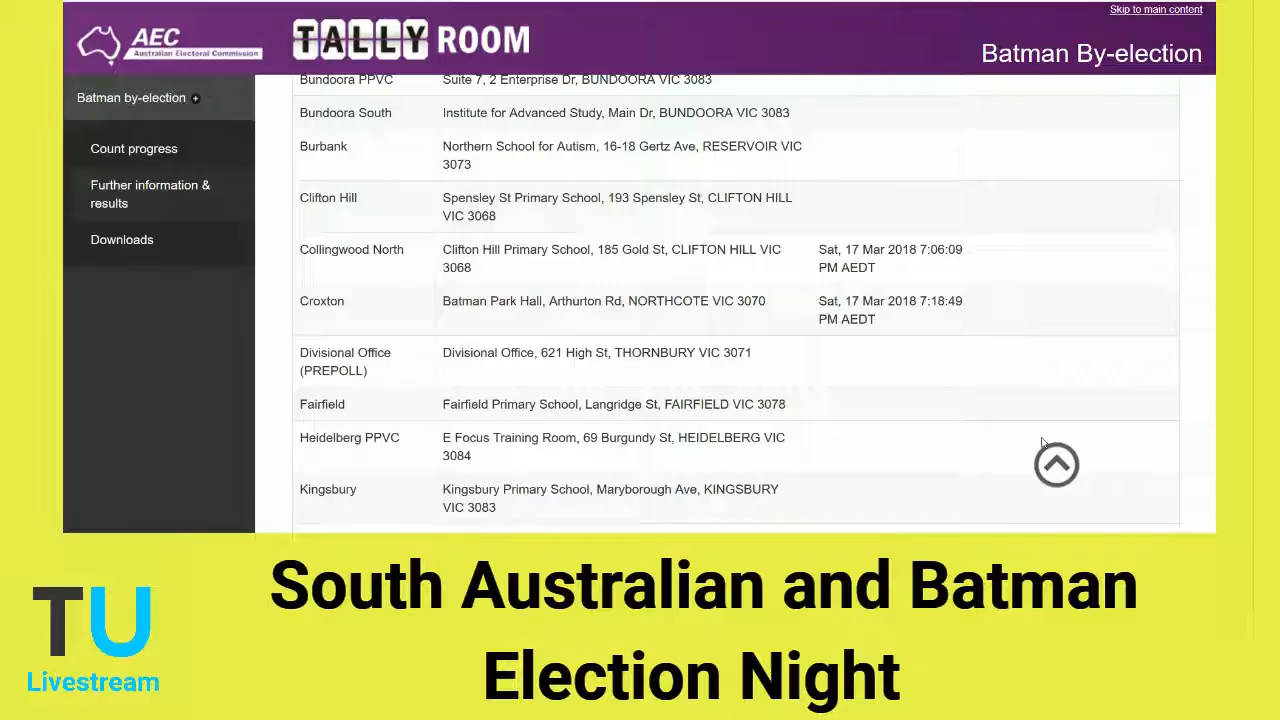 Skip to main content
AEC
Australian Electoral Commission
TALLY ROOM
Batman By-election
Batman by-election
Count progress
Further information &
results
Downloads
Bundoora PPVC Suite 7, 2 Enterprise Dr, BUNDOORA VIC 3083
Bundoora South Institute for Advanced Study, Main Dr, BUNDOORA VIC 3083
Burbank Northern School for Autism, 16-18 Gertz Ave, RESERVOIR VIC
3073
Clifton Hill Spensley St Primary School, 193 Spensley St, CLIFTON HILL
VIC 3068
Collingwood North Clifton Hill Primary School, 185 Gold St, CLIFTON HILL VIC Sat, 17 Mar 2018 7:06:09
3068 PM AEDT
Croxton Batman Park Hall, Arthurton Rd, NORTHCOTE VIC 3070 Sat, 17 Mar 2018 7:18:49
PM AEDT
Divisional Office Divisional Office, 621 High St, THORNBURY VIC 3071
(PREPOLL)
Fairfield Fairfield Primary School, Langridge St, FAIRFIELD VIC 3078
Heidelberg PPVC E Focus Training Room, 69 Burgundy St, HEIDELBERG VIC
3084
Kingsbury Kingsbury Primary School, Maryborough Ave, KINGSBURY
VIC 3083
TU
Livestream
South Australian and Batman
Election Night